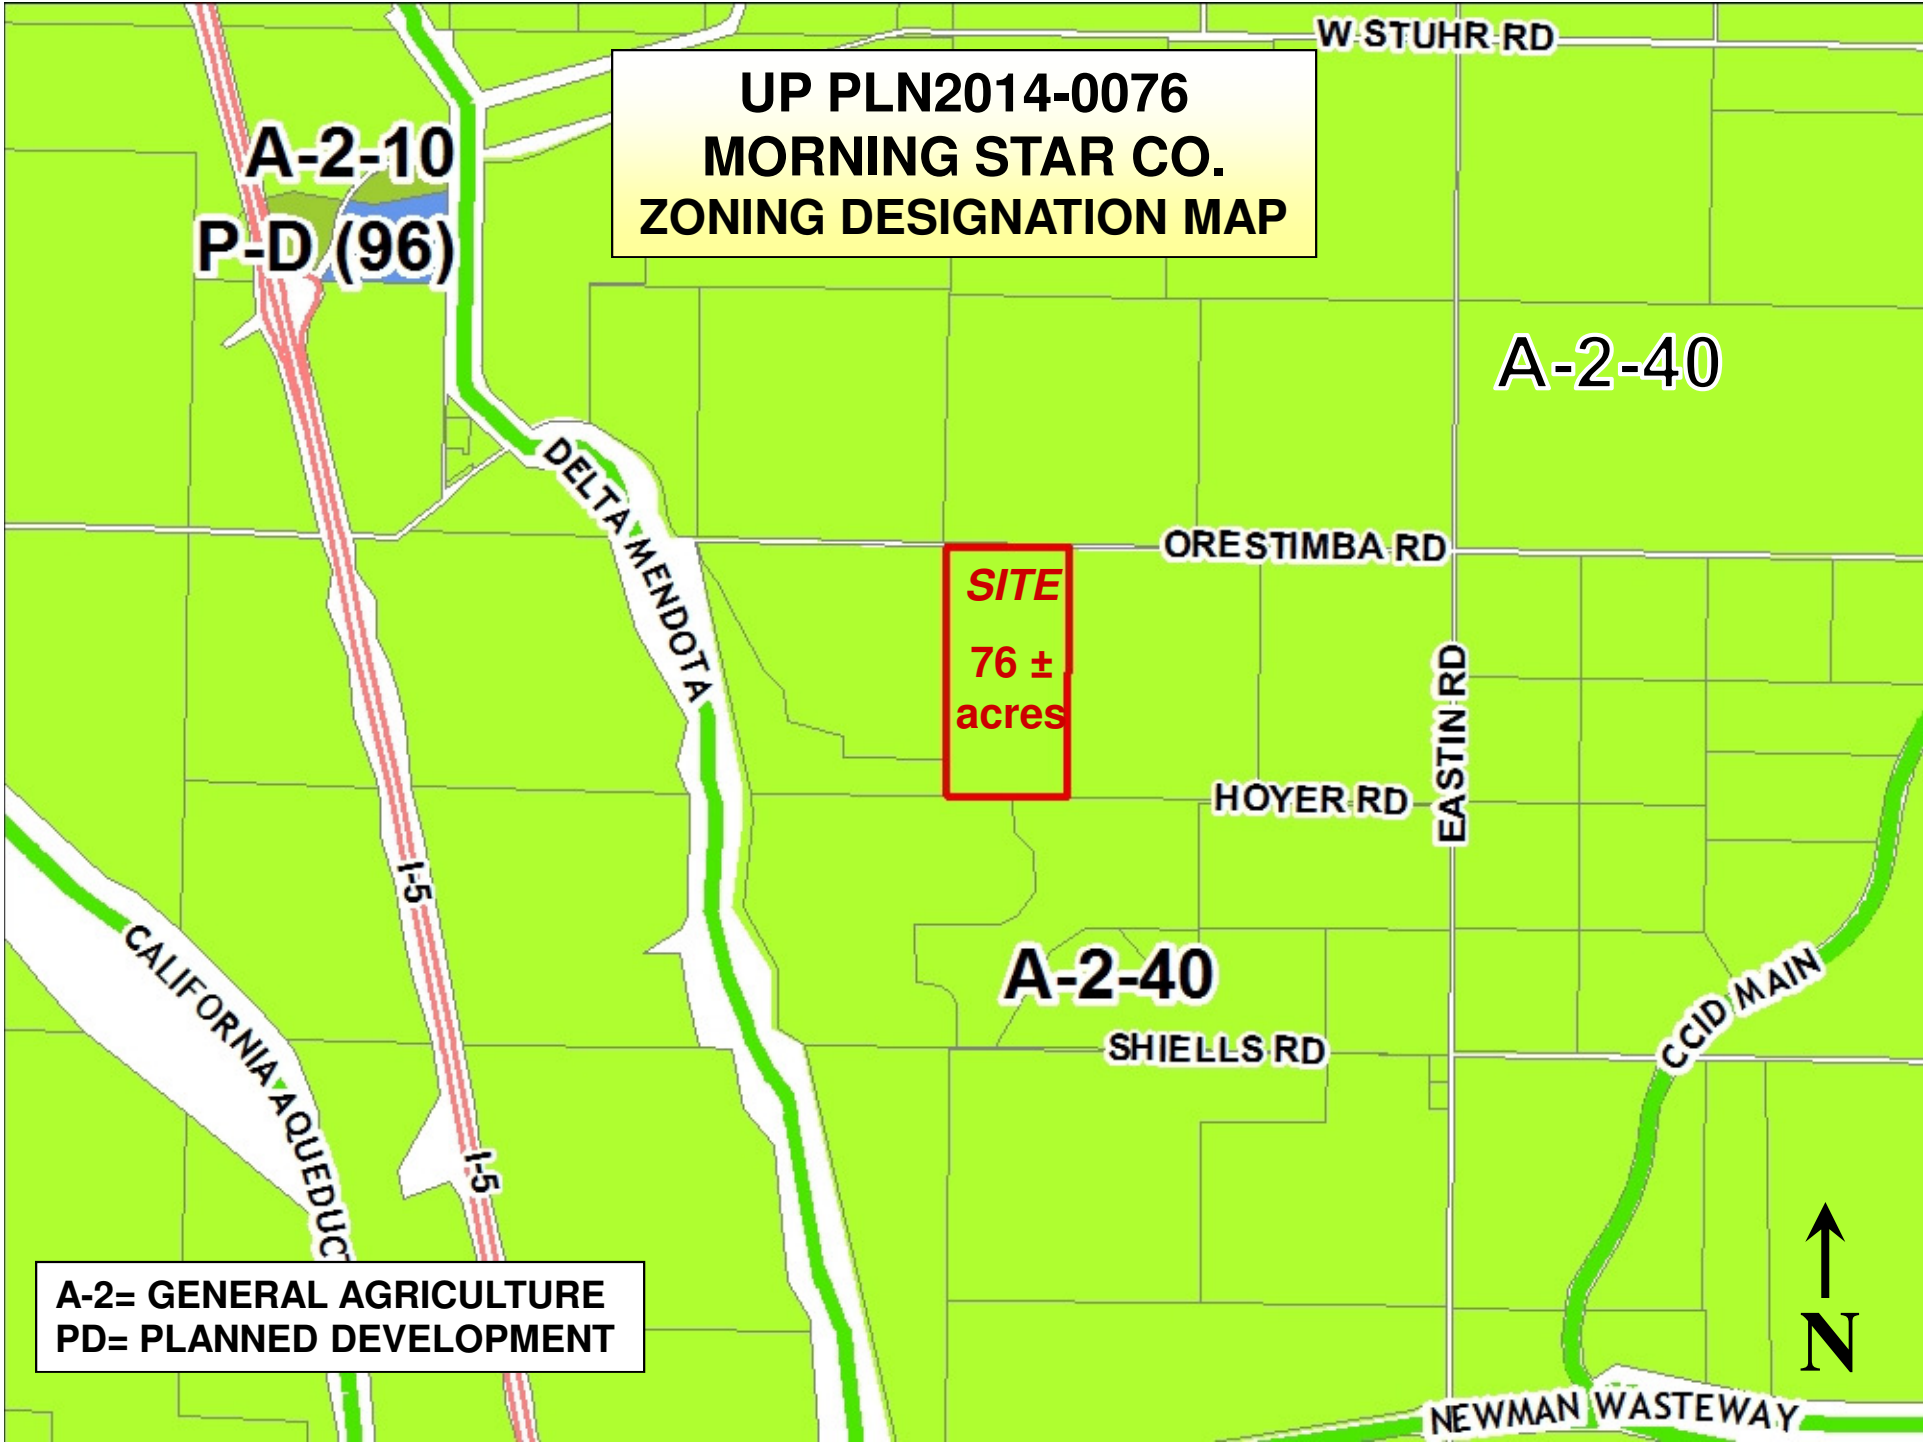 W STUHR RD
UP PLN2014-0076
MORNING STAR CO.
ZONING DESIGNATION MAP
A-2-10
P-D (96)
A-2-40
DELTA MENDOTA
ORESTIMBA RD
SITE
76 ±
acres
EASTIN RD
HOYER RD
I-5
CALIFORNIA AQUEDUCT
A-2-40
CCID MAIN
SHIELLS RD
I-5
A-2= GENERAL AGRICULTURE
PD= PLANNED DEVELOPMENT
N
NEWMAN WASTEWAY